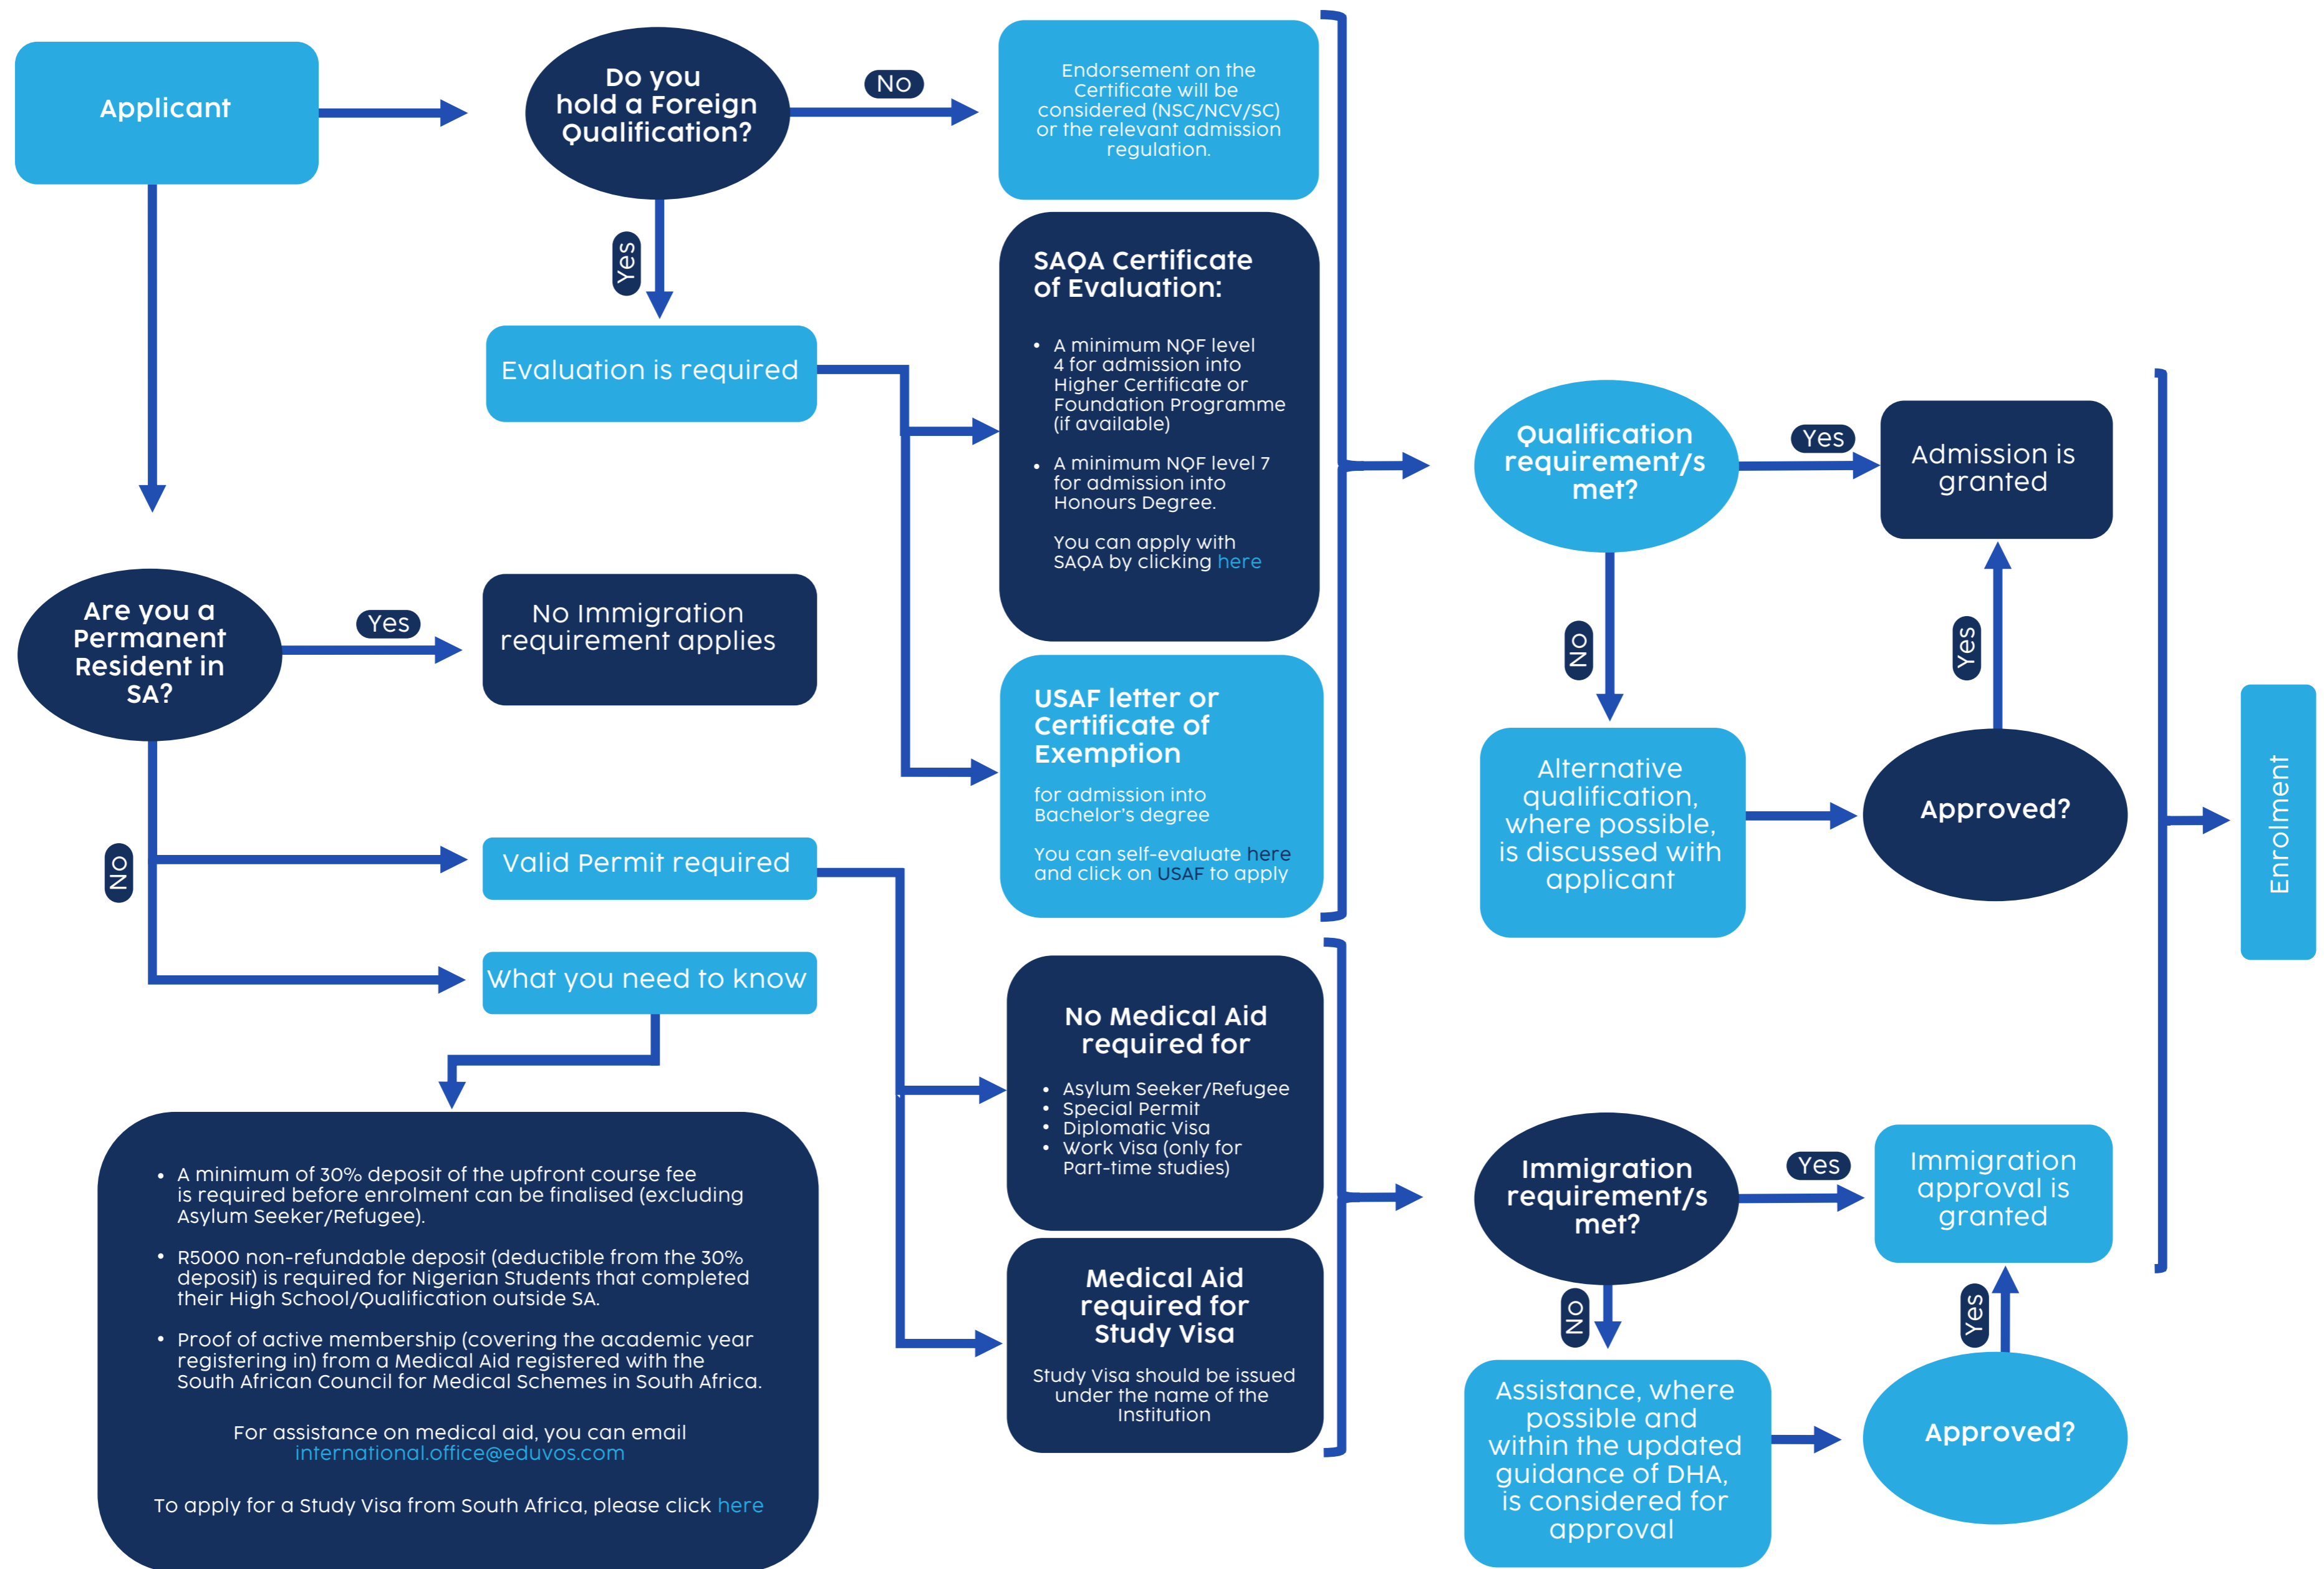 Applicant
Do you
hold a Foreign
Qualification?
No
Endorsement on the
Certificate will be
considered (NSC/NCV/SC)
or the relevant admission
regulation.
Yes
Evaluation is required
SAQA Certificate
of Evaluation:
• A minimum NQF level
4 for admission into
Higher Certificate or
Foundation Programme
(if available)
• A minimum NQF level 7
for admission into
Honours Degree.
You can apply with
SAQA by clicking here
USAF letter or
Certificate of
Exemption
for admission into
Bachelor's degree
You can self-evaluate here
and click on USAF to apply
Qualification
requirement/s
met?
Yes
Admission is
granted
No
Alternative
qualification,
where possible,
is discussed with
applicant
Approved?
Yes
Are you a
Permanent
Resident in
SA?
Yes
No Immigration
requirement applies
No
Valid Permit required
What you need to know
• A minimum of 30% deposit of the upfront course fee
is required before enrolment can be finalised (excluding
Asylum Seeker/Refugee).
• R5000 non-refundable deposit (deductible from the 30%
deposit) is required for Nigerian Students that completed
their High School/Qualification outside SA.
• Proof of active membership (covering the academic year
registering in) from a Medical Aid registered with the
South African Council for Medical Schemes in South Africa.
For assistance on medical aid, you can email
international.office@eduvos.com
To apply for a Study Visa from South Africa, please click here
No Medical Aid
required for
• Asylum Seeker/Refugee
• Special Permit
• Diplomatic Visa
• Work Visa (only for
Part-time studies)
Medical Aid
required for
Study Visa
Study Visa should be issued
under the name of the
Institution
Immigration
requirement/s
met?
Yes
Immigration
approval is
granted
No
Assistance, where
possible and
within the updated
guidance of DHA,
is considered for
approval
Approved?
Yes
Enrolment